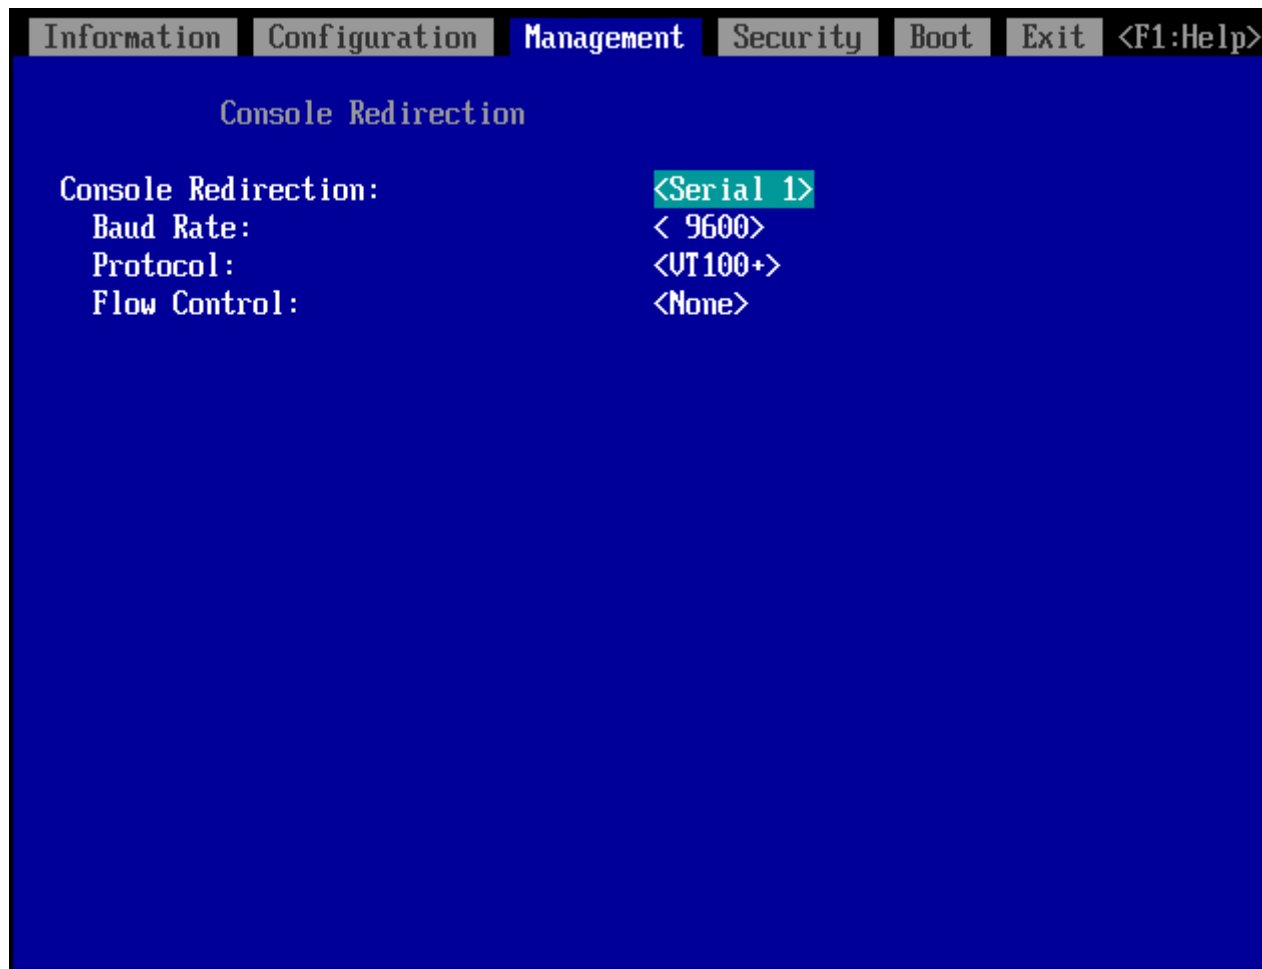 Information Configuration Management Security Boot Exit <F1:Help>
Console Redirection
Console Redirection: <Serial 1>
Baud Rate: < 9600>
Protocol: <VT100+>
Flow Control: <None>